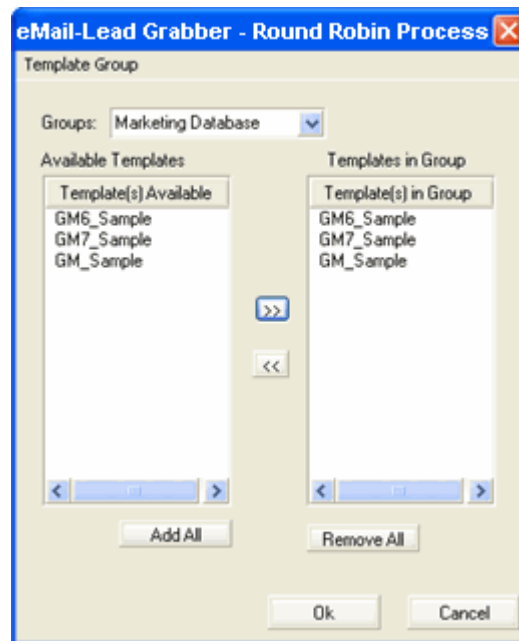 eMail-Lead Grabber - Round Robin Process
Template Group
Groups: Marketing Database
Available Templates
Templates in Group
Template(s) Available
Template(s) in Group
GM6_Sample
GM7_Sample
GM_Sample
GM6_Sample
GM7_Sample
GM_Sample
>>
<<
Add All
Remove All
Ok
Cancel